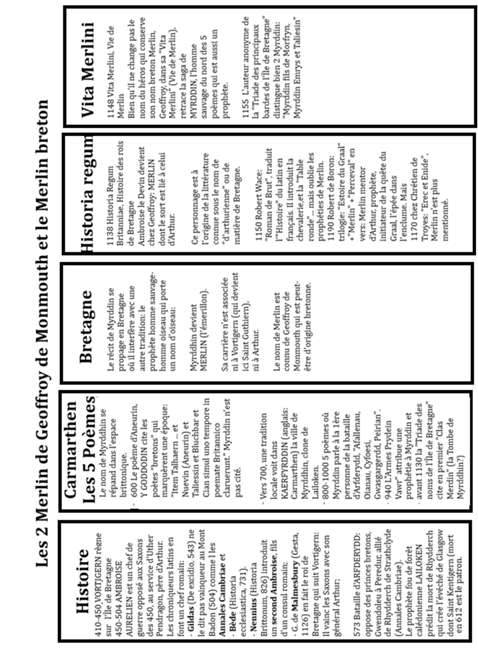 Les 2 Merlin de Geoffroy de Monmouth et le Merlin breton
Histoire
410-450 VORTJGERN règne
sur l'île de Bretagne
450-504 AMBROISE
AURELIEN est un chef de
guerre opposé aux Saxons
des 450, au service d'Uther
Pendragon, père d'Arthur.
Les chroniqueurs latins en
font un chef romain:
- Gildas (De excidio, 543) ne
le dit pas vainqueur au Mont
Badon (504) comme l les
Annales Cambriae et
- Bède (Historia
ecclesiastica, 731).
- Nennius (Historia
Brittonum, 826) introduit
un second Ambroise, fils
d'un consul romain;
- G. de Malmesbury (Gesta,
1126) en fait le roi de
Bretagne qui suit Vortigern:
Il vainc les Saxons avec son
général Arthur;
573 Bataille d'ARFDERYDD:
oppose des princes bretons
Gwendoleu à Peredur, allié
de Rhydderch de Strathclyde
(Annales Cambriae).
Le prophète fou de forêt
calédonienne LAILOKEN
prédit la mort de Rhydderch
qui crée l'évêché de Glasgow
dont Saint Kentigern (mort
en 612 est le patron.
Carmarthen
Les 5 Poèmes
Le nom de Myrddhin se
répand dans l'espace
brittonique.
- 600 Le poème d'Aneurin,
Y GODODDIN cite les
poètes "bretons" qui
marquèrent une époque:
"Item Talhaern ... et
Nuevin (Aneurin) et
Taliesin et Bluchbar et
Cian simul uno tempore in
poemate Britannico
claruerunt." Myrddin n'est
pas cité.
- Vers 700, une tradition
locale voit dans
KAERFYRDDIN (anglais:
Carmarthen) la ville de
Myrddin, clone de
Lailoken.
- 800-1000 5 poèmes où
Myrddin parle à la 1ère
personne de la bataille
d'Arfderydd, "Afallenau,
Oianau, Cyfoesi,
Gwasgargerdd, Peirian".
-940 L'"Armes Prydein
Vawr" attribue une
prophétie à Myrddin et
-avant 1130 la "Triade des
noms de l'île de Bretagne"
cite en premier "Clas
Merdin" (la Tombe de
Myrddhin?)
Bretagne
Le récit de Myrddin se
propage en Bretagne
où il interfère avec une
autre tradition: le
prophète homme sauvage-
homme oiseau qui porte
un nom d'oiseau:
Myrddhin devient
MERLIN (l'émerillon).
Sa carrière n'est associée
ni à Vortigern (qui devient
ici Saint Gothiern),
ni à Arthur.
Le nom de Merlin est
connu de Geoffroy de
Monmouth qui est peut-
être d'origine bretonne.
Historia regum
1138 Historia Regum
Britanniae, Histoire des rois
de Bretagne
Ambroise le Devin devient
chez Geoffroy: MERLIN
dont le sort est lié à celui
d'Arthur.
Ce personnage est à
l'origine de la littérature
connue sous le nom de
"d'arthurienne" ou de
matière de Bretagne.
1150 Robert Wace:
"Roman de Brut", traduit
l'"Histoire" du latin en
français. Il introduit la
chevalerie et la "Table
ronde"... mais oublie les
prophéties de Merlin.
1190 Robert de Boron:
trilogie: "Estoire du Graal"
+ "Merlin" + "Perceval" en
vers: Merlin mentor
d'Arthur, prophète,
initiateur de la quête du
Graal, l'épée dans
l'enclume. Mais
1170 chez Chrétien de
Troyes: "Erec et Enide",
Merlin n'est plus
mentionné.
Vita Merlini
1148 Vita Merlini, Vie de
Merlin
Bien qu'il ne change pas le
nom du héros qui conserve
son nom breton Merlin,
Geoffroy, dans sa "Vita
Merlini" (Vie de Merlin),
retrace la saga de
MYRDDIN, l'homme
sauvage du nord des 5
poèmes qui est aussi un
prophète.
1155 L'auteur anonyme de
la "Triade des principaux
bardes de l'île de Bretagne"
distingue bien 2 Myrddin:
"Myrddin fils de Morfryn,
Myrddin Emrys et Taliesin"